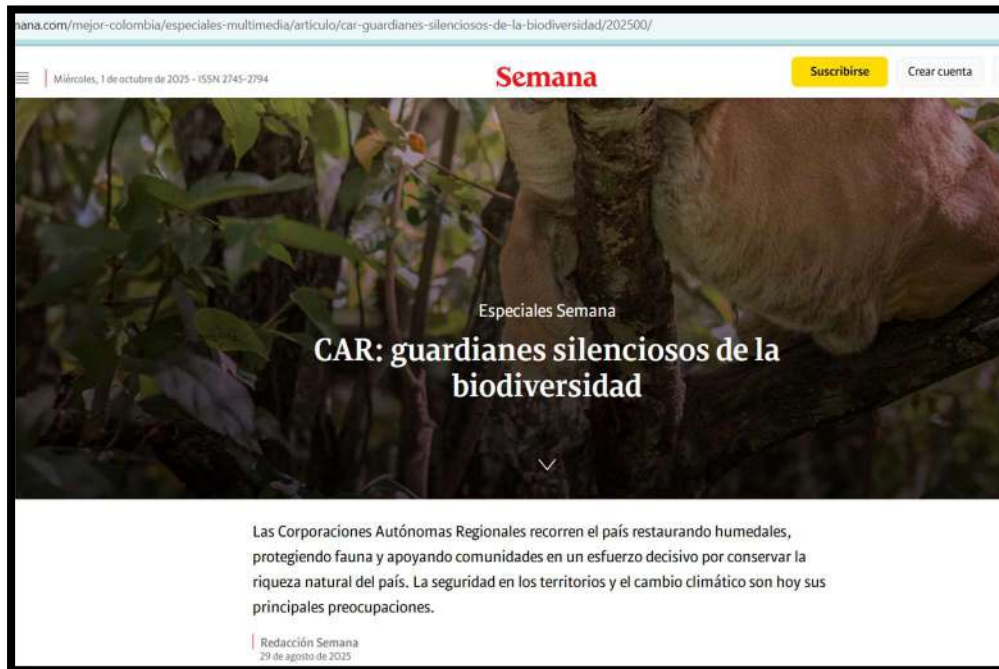 mana.com/mejor-colombia/especiales-multimedia/articulo/car-guardianes-silenciosos-de-la-biodiversidad/202500/
Miércoles, 1 de octubre de 2025 - ISSN 2745-2794
Semana
Suscribirse
Crear cuenta
Especiales Semana
CAR: guardianes silenciosos de la
biodiversidad
Las Corporaciones Autónomas Regionales recorren el país restaurando humedales,
protegiendo fauna y apoyando comunidades en un esfuerzo decisivo por conservar la
riqueza natural del país. La seguridad en los territorios y el cambio climático son hoy sus
principales preocupaciones.
Redacción Semana
29 de agosto de 2025